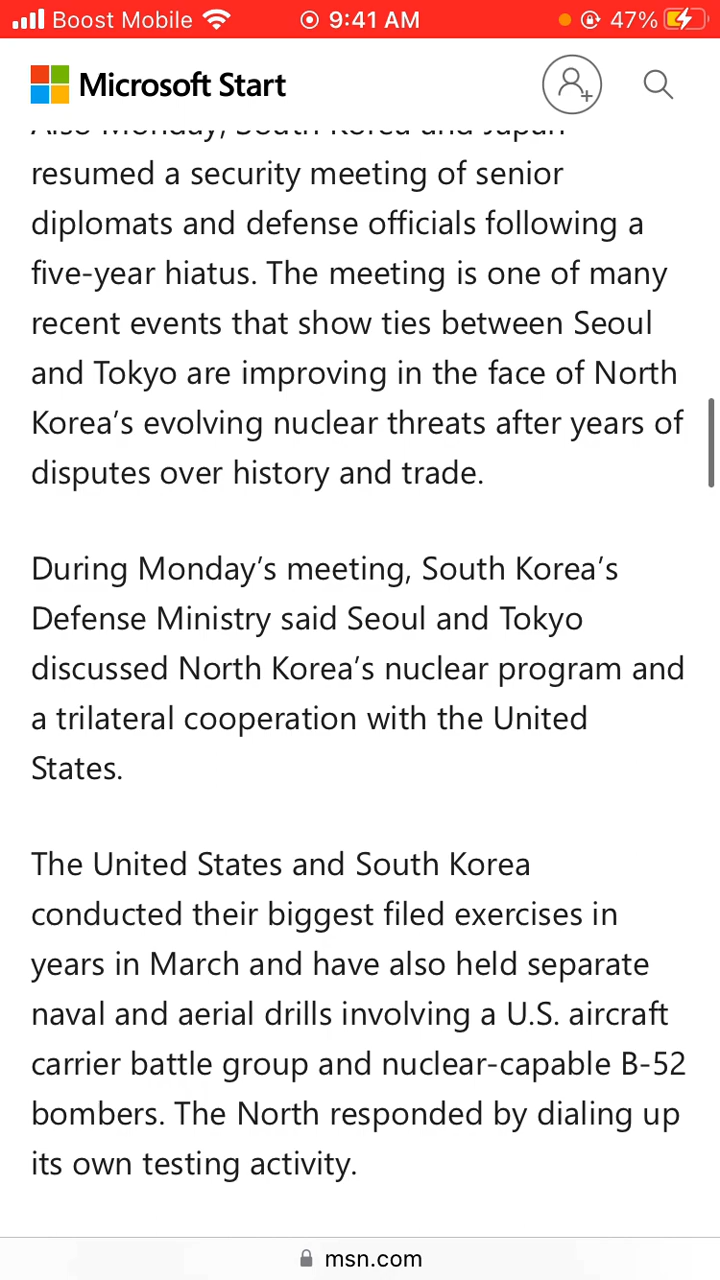 Boost Mobile 9:41 AM 47%
Microsoft Start
resumed a security meeting of senior
diplomats and defense officials following a
five-year hiatus. The meeting is one of many
recent events that show ties between Seoul
and Tokyo are improving in the face of North
Korea's evolving nuclear threats after years of
disputes over history and trade.
During Monday's meeting, South Korea's
Defense Ministry said Seoul and Tokyo
discussed North Korea's nuclear program and
a trilateral cooperation with the United
States.
The United States and South Korea
conducted their biggest filed exercises in
years in March and have also held separate
naval and aerial drills involving a U.S. aircraft
carrier battle group and nuclear-capable B-52
bombers. The North responded by dialing up
its own testing activity.
msn.com